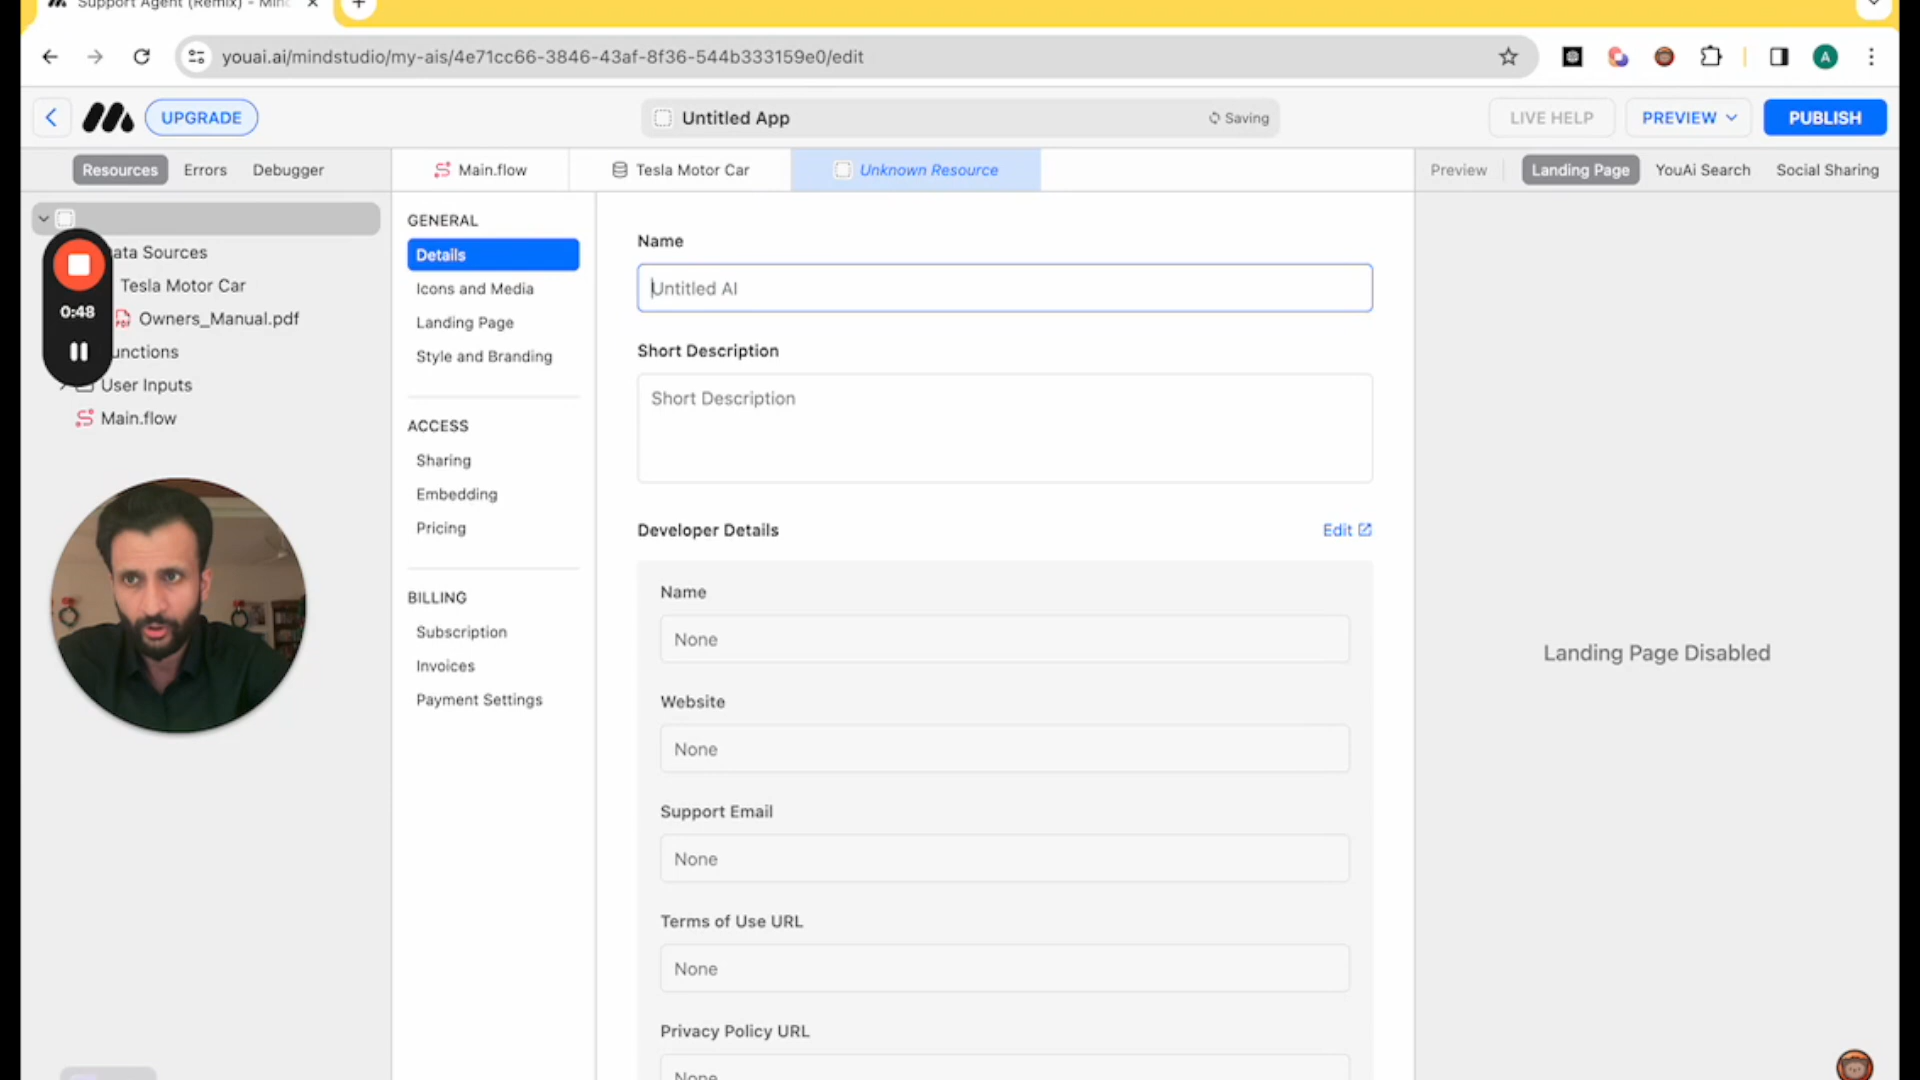 Support Agent (Remix) - Mind
youai.ai/mindstudio/my-ais/4e71cc66-3846-43af-8f36-544b333159e0/edit
A
UPGRADE
Untitled App
Saving
LIVE HELP
PREVIEW
PUBLISH
Resources
Errors
Debugger
Main.flow
Tesla Motor Car
Unknown Resource
Preview
Landing Page
YouAi Search
Social Sharing
ata Sources
Tesla Motor Car
Owners_Manual.pdf
unctions
User Inputs
Main.flow
0:48
GENERAL
Details
Icons and Media
Landing Page
Style and Branding
ACCESS
Sharing
Embedding
Pricing
BILLING
Subscription
Invoices
Payment Settings
Name
Untitled AI
Short Description
Short Description
Developer Details
Edit
Name
None
Website
None
Support Email
None
Terms of Use URL
None
Privacy Policy URL
None
Landing Page Disabled